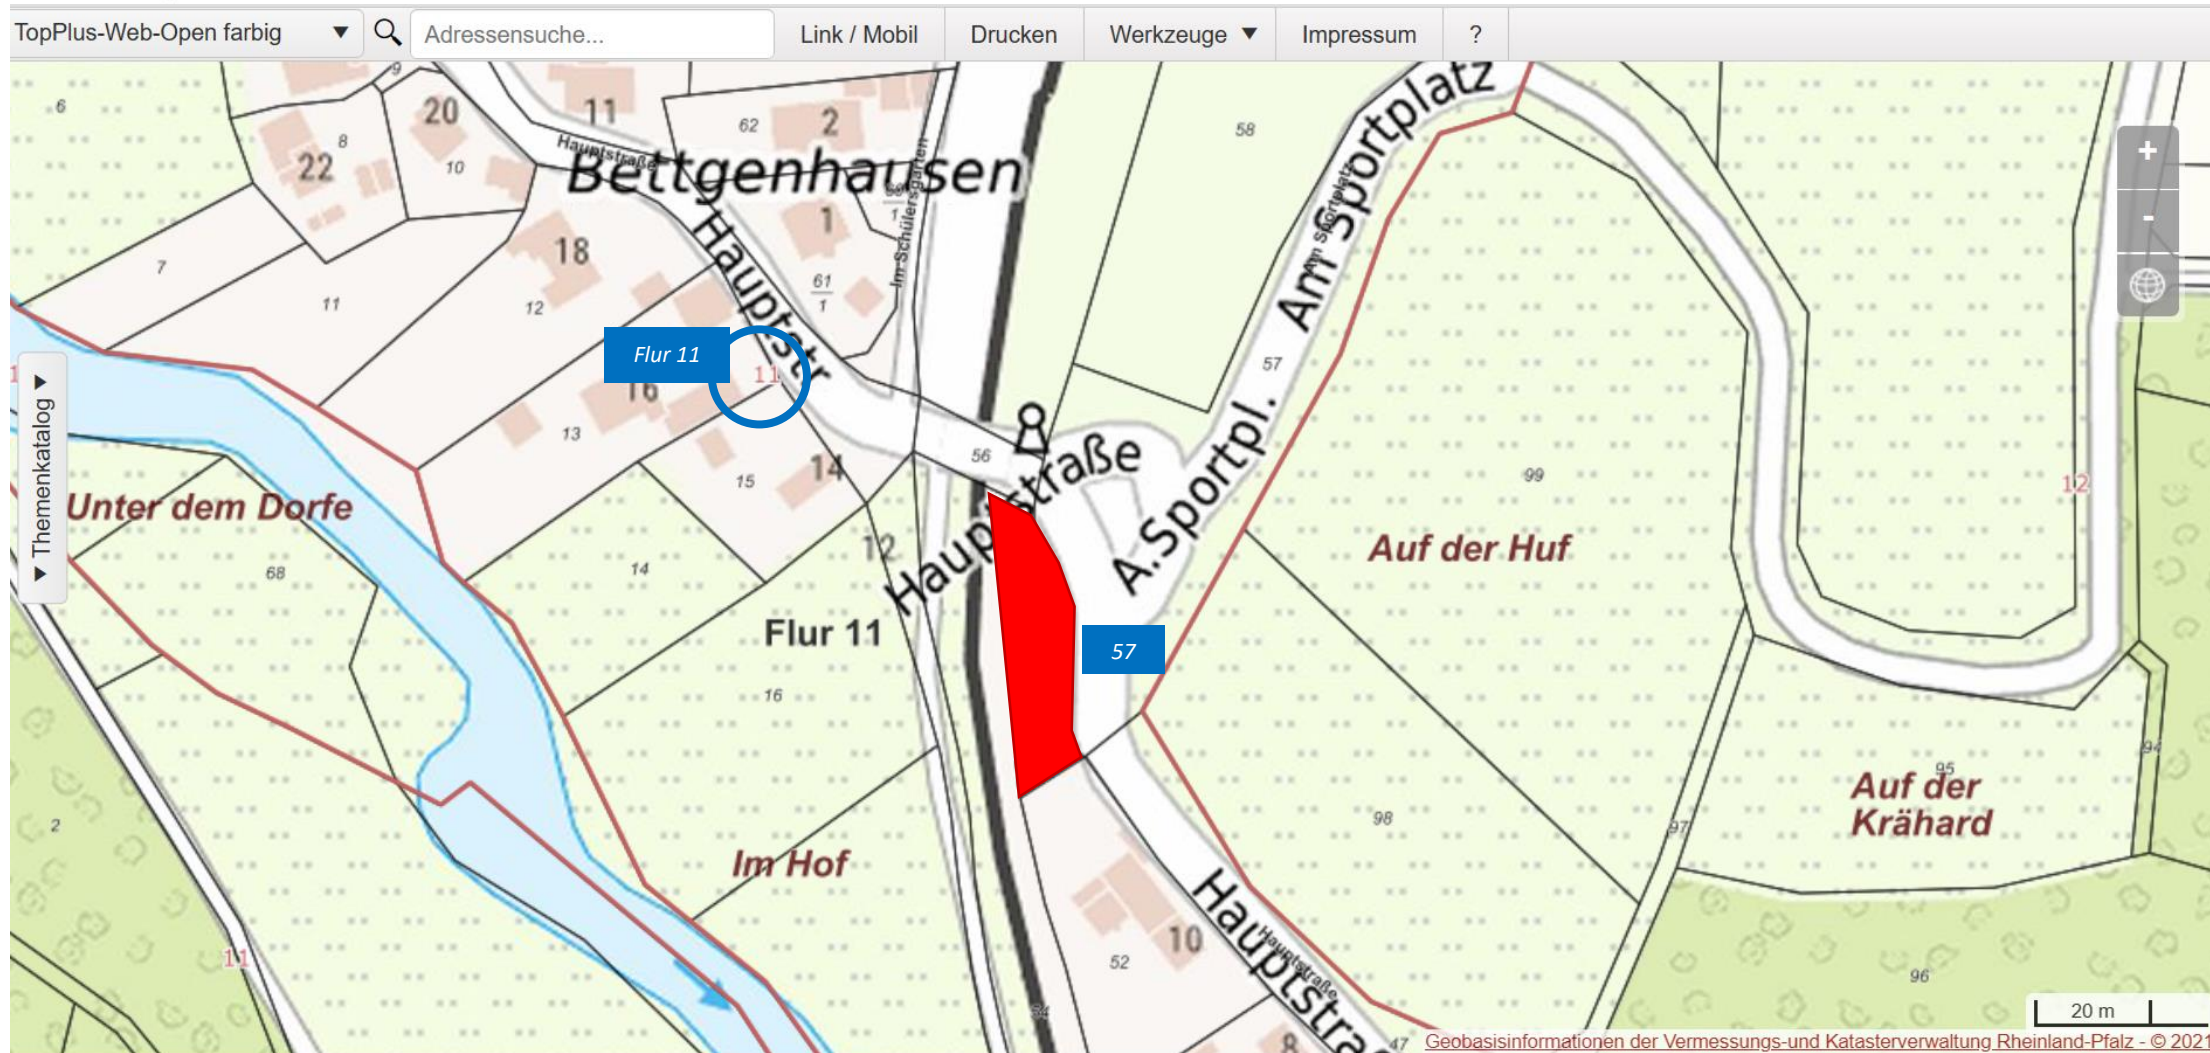 TopPlus-Web-Open farbig ▼
Adressensuche...
Link / Mobil
Drucken
Werkzeuge ▼
Impressum
?
9
6
20
11
62
2
58
Am Sportplatz
8
22
10
Hauptstraße
Bettgenhausen
1
Im Schülersgarten
Am Sportplatz
+
-
7
18
Hauptstr
11
12
61
1
Flur 11
11
16
57
13
14
15
56
Hauptstraße
A.Sportpl.
99
12
▼ Themenkatalog ▼
Unter dem Dorfe
68
14
12
Auf der Huf
Flur 11
57
16
94
95
Auf der
Krähard
2
98
97
Im Hof
11
10
52
Hauptstraße
Hauptstra
96
34
8
47
20 m
Geobasisinformationen der Vermessungs-und Katasterverwaltung Rheinland-Pfalz - © 2021